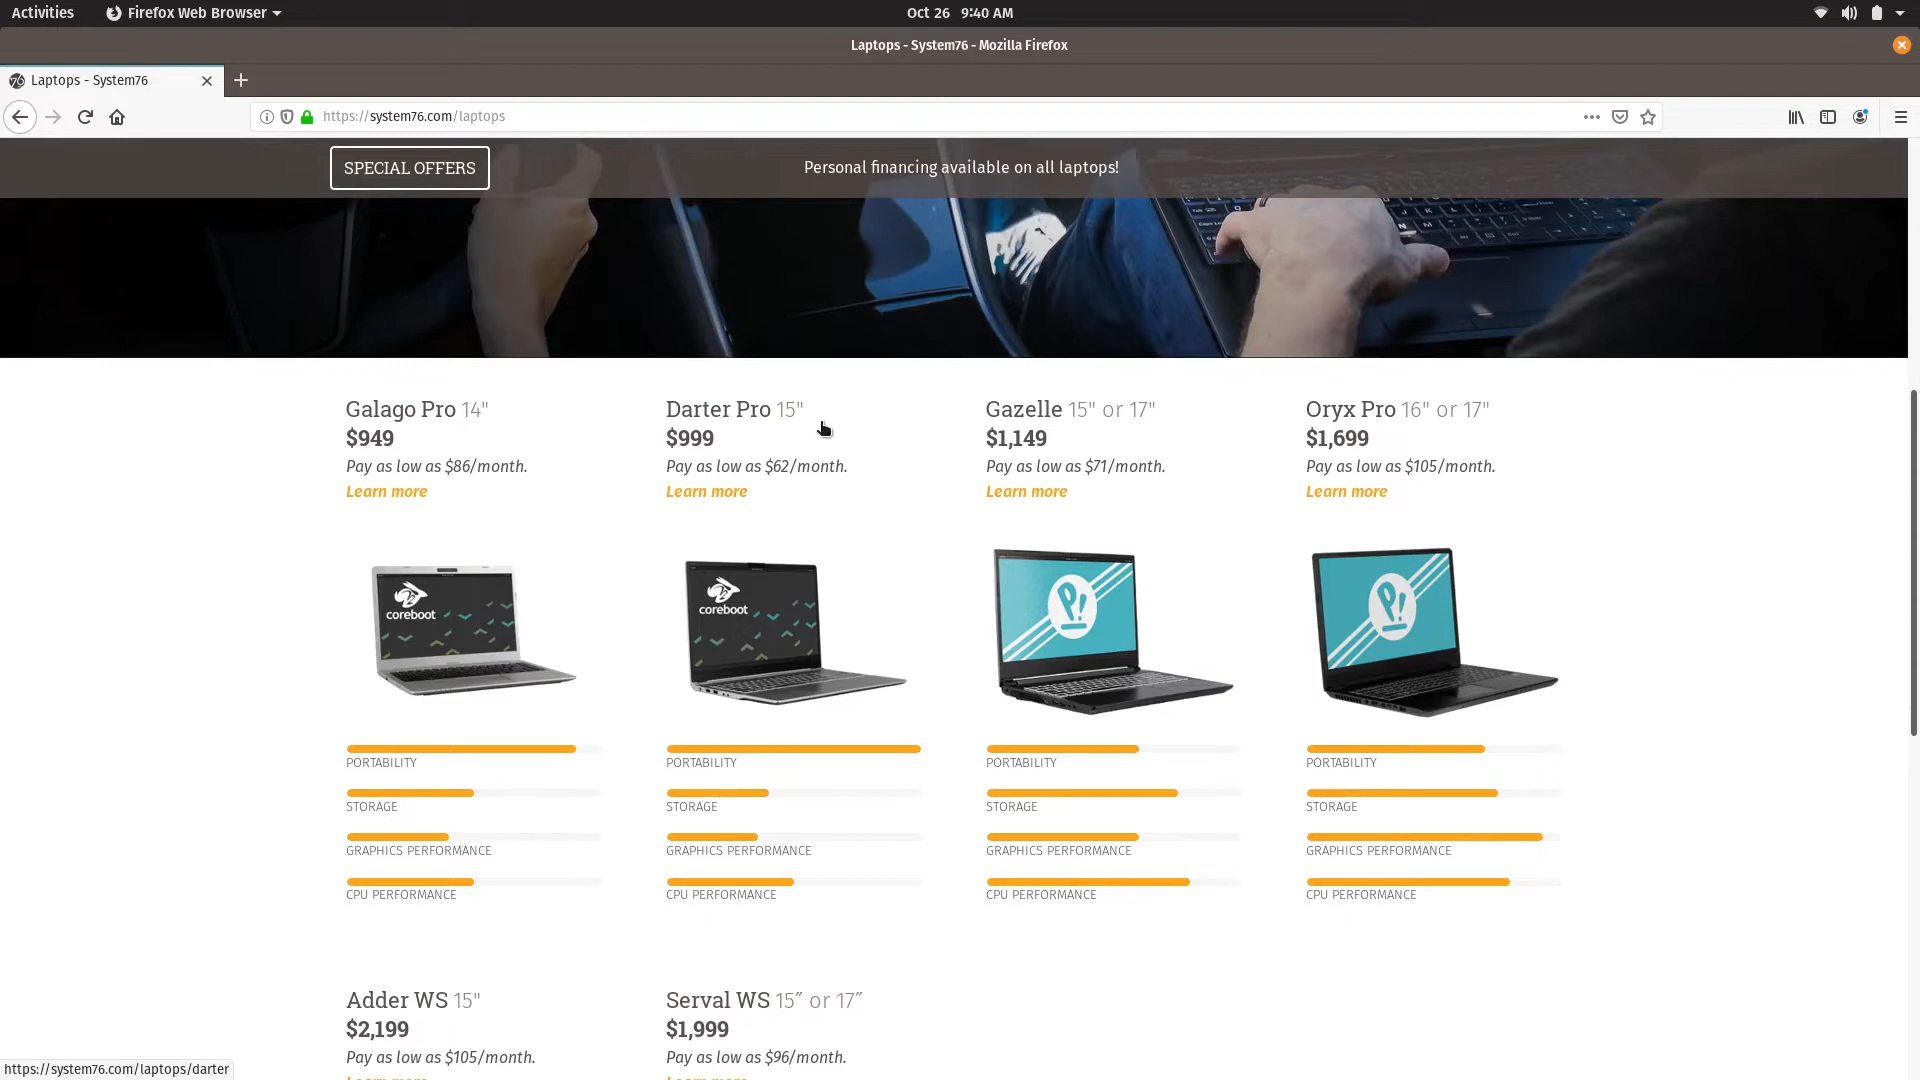 Activities Firefox Web Browser Oct 26 9:40 AM
Laptops - System76 - Mozilla Firefox
Laptops - System76
https://system76.com/laptops
SPECIAL OFFERS Personal financing available on all laptops!
Galago Pro 14"
$949
Pay as low as $86/month.
Learn more
coreboot
PORTABILITY
STORAGE
GRAPHICS PERFORMANCE
CPU PERFORMANCE
Darter Pro 15"
$999
Pay as low as $62/month.
Learn more
coreboot
PORTABILITY
STORAGE
GRAPHICS PERFORMANCE
CPU PERFORMANCE
Gazelle 15" or 17"
$1,149
Pay as low as $71/month.
Learn more
P!
PORTABILITY
STORAGE
GRAPHICS PERFORMANCE
CPU PERFORMANCE
Oryx Pro 16" or 17"
$1,699
Pay as low as $105/month.
Learn more
P!
PORTABILITY
STORAGE
GRAPHICS PERFORMANCE
CPU PERFORMANCE
Adder WS 15"
$2,199
Pay as low as $105/month.
Learn more
Serval WS 15″ or 17″
$1,999
Pay as low as $96/month.
Learn more
https://system76.com/laptops/darter